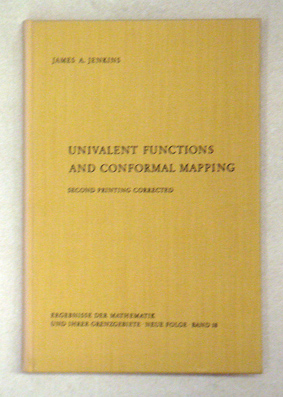 JAMES A. JENKINS
UNIVALENT FUNCTIONS
AND CONFORMAL MAPPING
SECOND PRINTING CORRECTED
ERGEBNISSE DER MATHEMATIK
UND IHRER GRENZGEBIETE NEUE FOLGE BAND 18